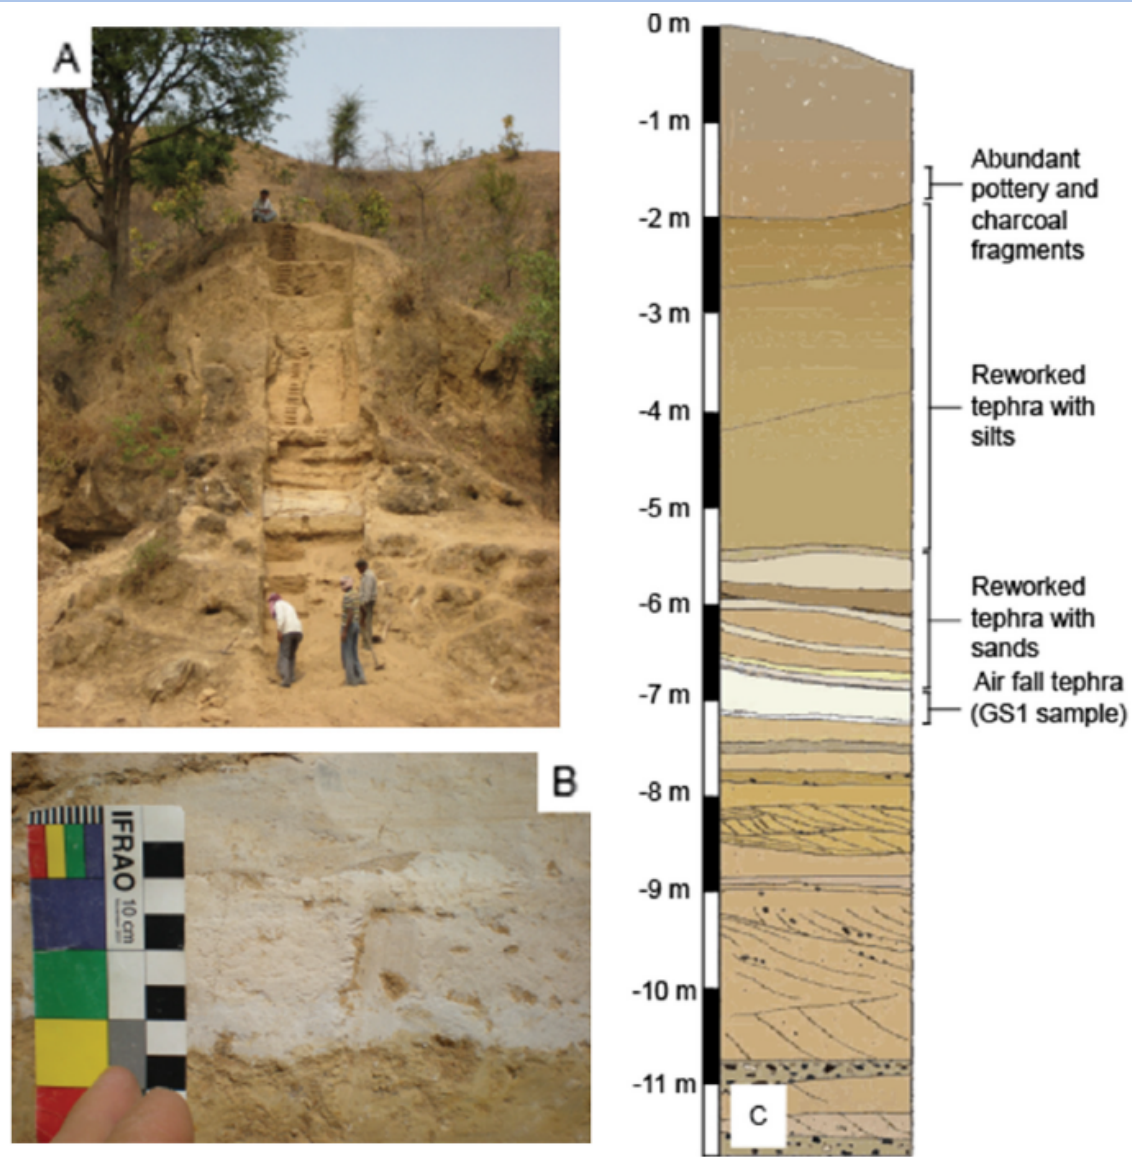 A
B
IFRAO
10 cm
C
0 m
-1 m
-2 m
-3 m
-4 m
-5 m
-6 m
-7 m
-8 m
-9 m
-10 m
-11 m
Abundant
pottery and
charcoal
fragments
Reworked
tephra with
silts
Reworked
tephra with
sands
Air fall tephra
(GS1 sample)